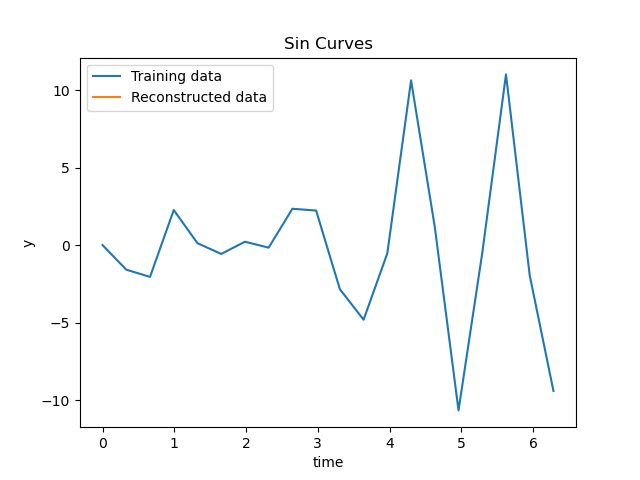 Sin Curves
Training data
Reconstructed data
10
5
0
−5
−10
y
0 1 2 3 4 5 6
time